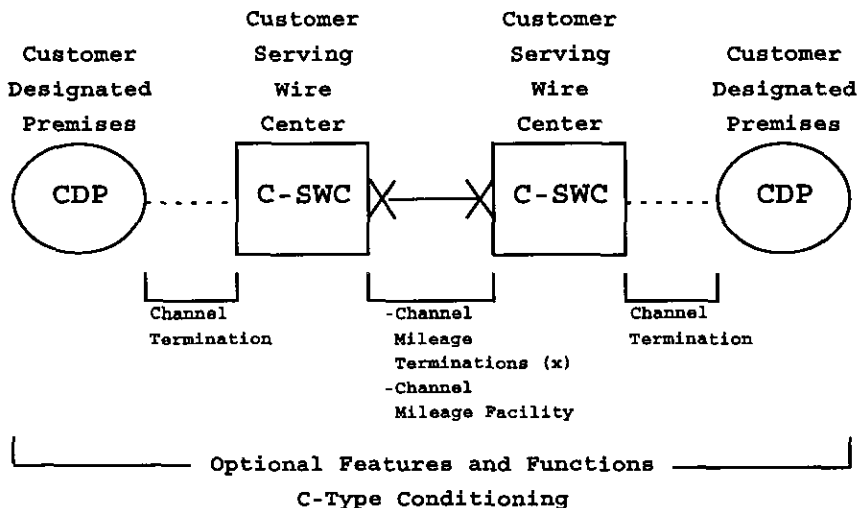 Customer
Designated
Premises
Customer
Serving
Wire
Center
Customer
Serving
Wire
Center
Customer
Designated
Premises
CDP
C-SWC
C-SWC
CDP
Channel
Termination
-Channel
Mileage
Terminations (x)
-Channel
Mileage Facility
Channel
Termination
Optional Features and Functions
C-Type Conditioning